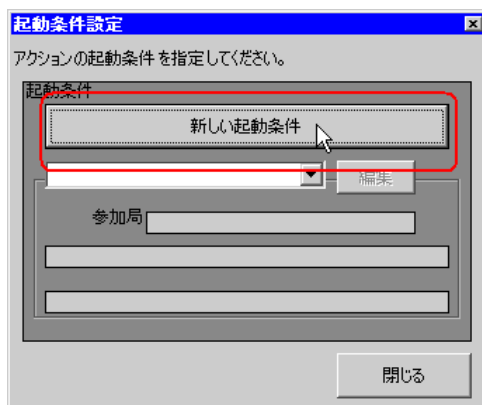 起動条件設定
アクションの起動条件を指定してください。
起動条件
新しい起動条件
編集
参加局
閉じる